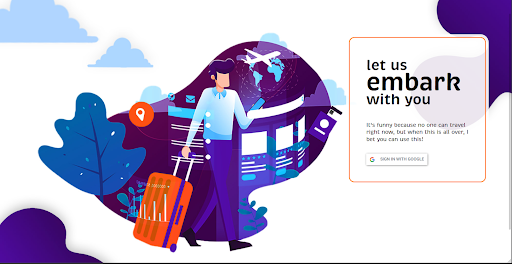 let us
embark
with you
It's funny because no one can travel
right now, but when this is all over, I
bet you can use this!
SIGN IN WITH GOOGLE